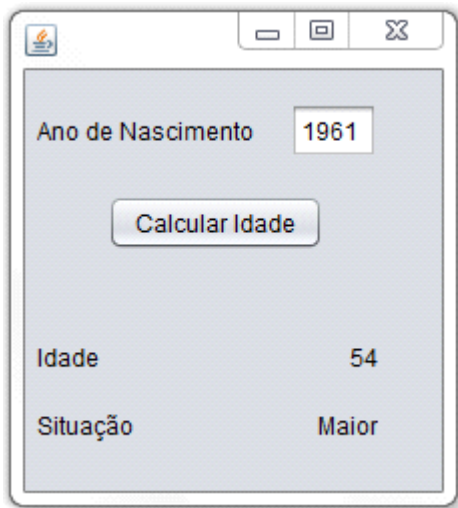 Ano de Nascimento 1961
Calcular Idade
Idade 54
Situação Maior